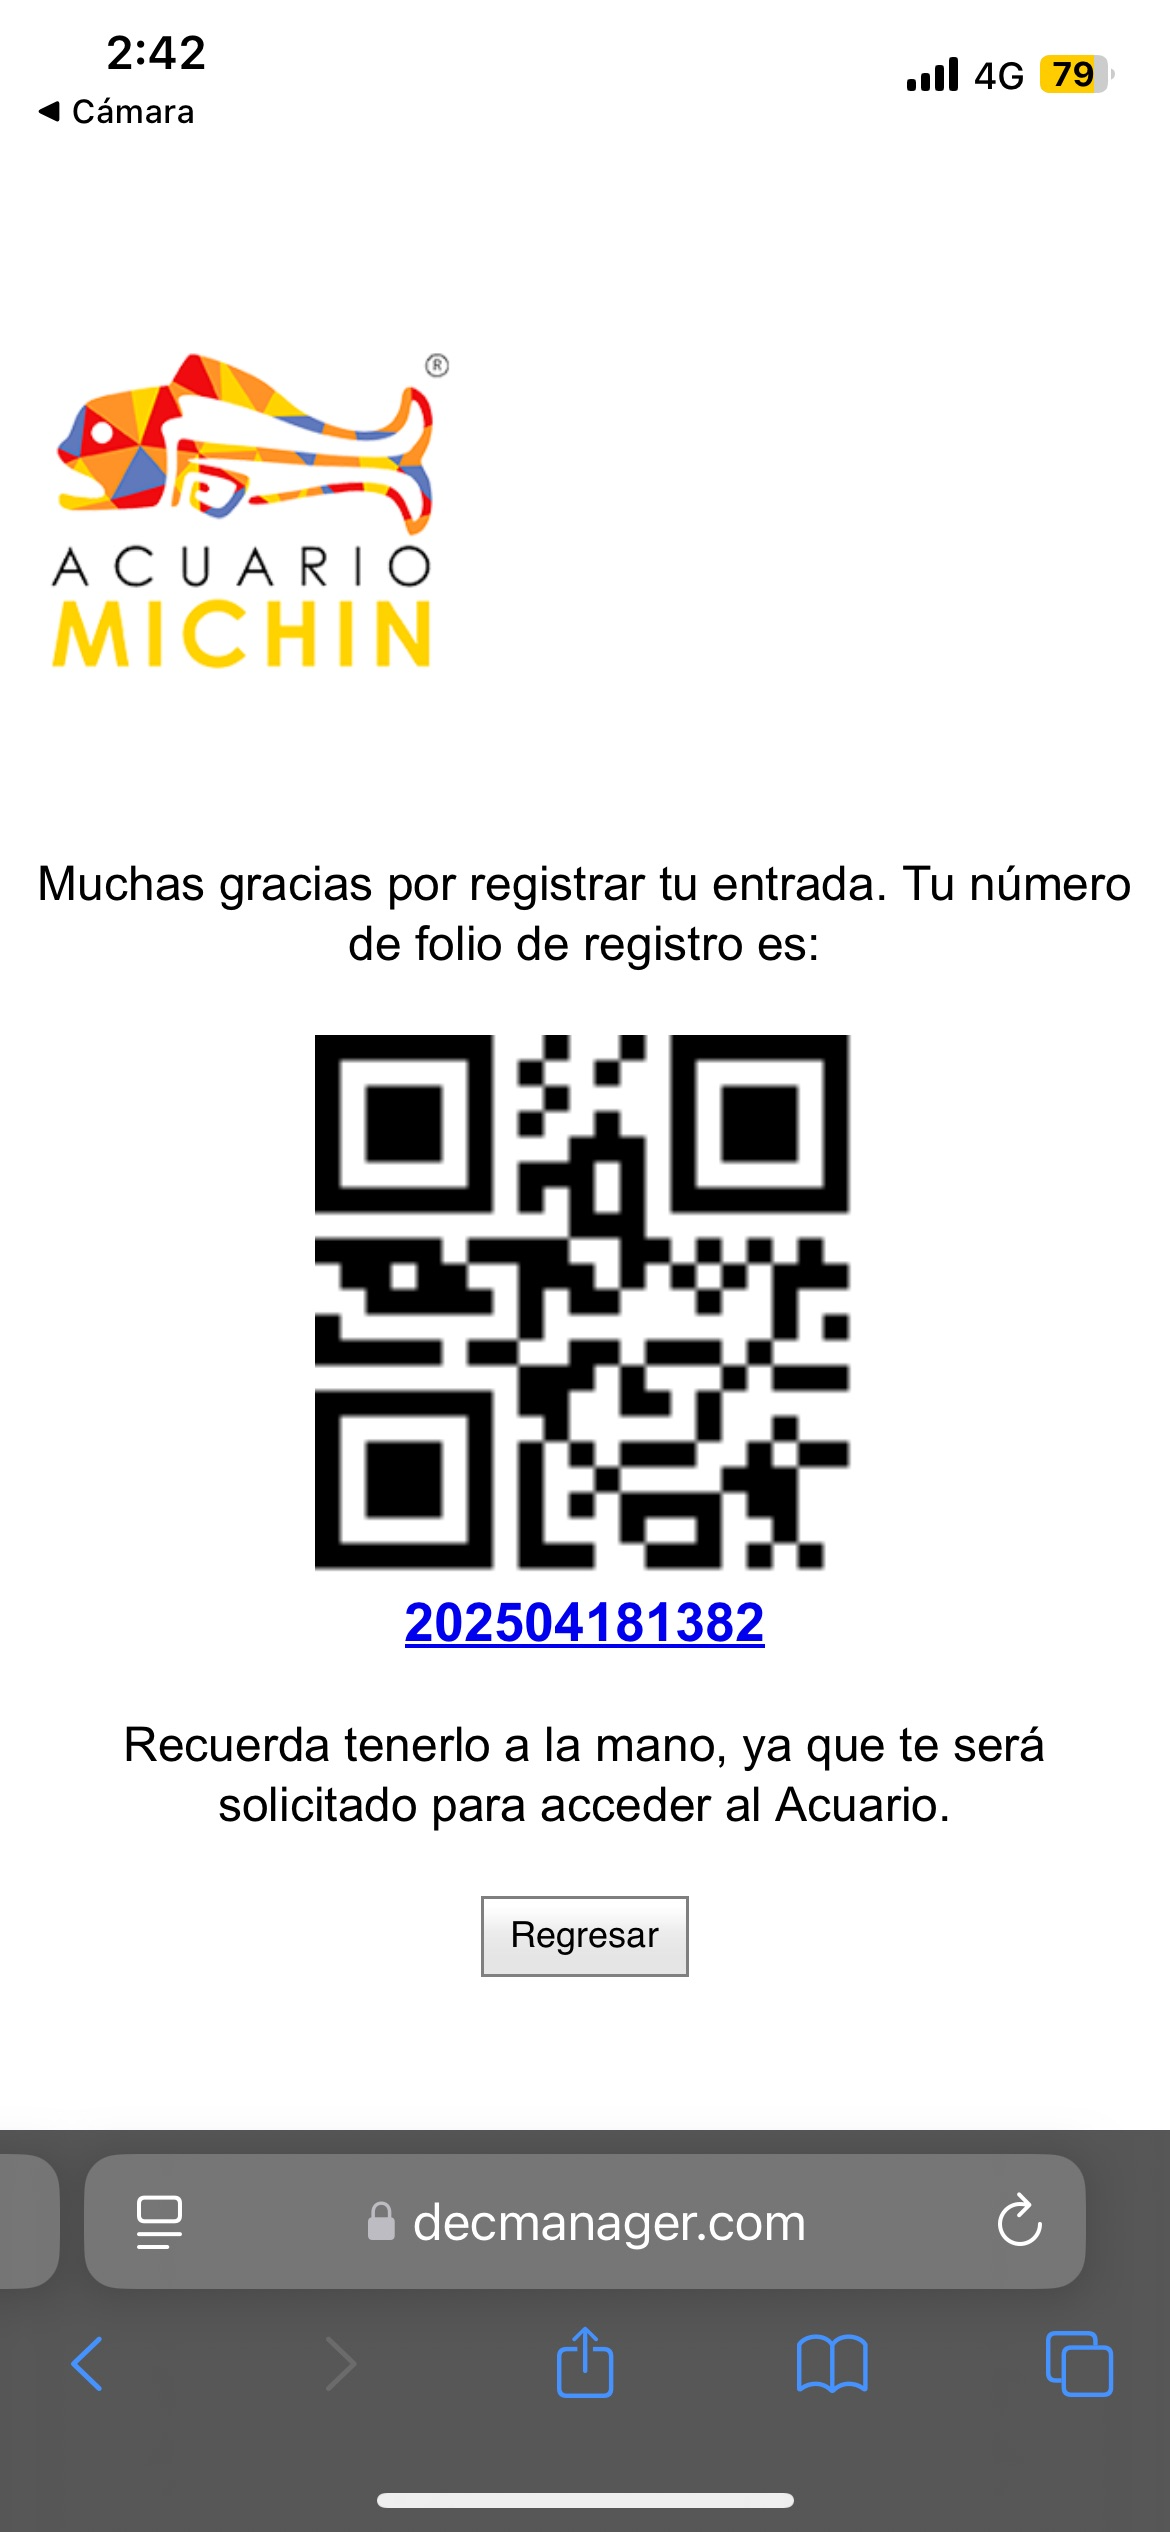 2:42
4G
79
Cámara
®
ACUARIO
MICHIN
Muchas gracias por registrar tu entrada. Tu número
de folio de registro es:
202504181382
Recuerda tenerlo a la mano, ya que te será
solicitado para acceder al Acuario.
Regresar
decmanager.com